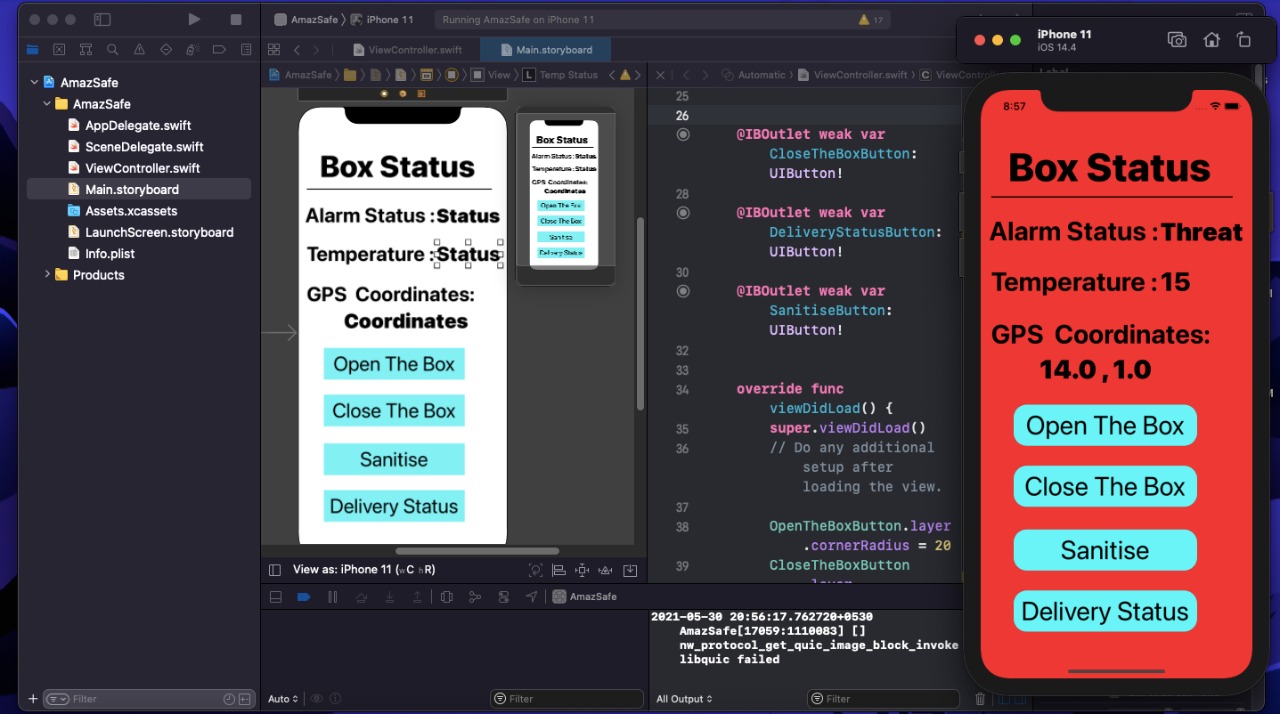 AmazSafe 〉 iPhone 11
Running AmazSafe on iPhone 11
17
ViewController.swift
Main.storyboard
AmazSafe
View
L Temp Status
Automatic
ViewController.swift
C
AmazSafe
AmazSafe
AppDelegate.swift
SceneDelegate.swift
ViewController.swift
Main.storyboard
Assets.xcassets
LaunchScreen.storyboard
Info.plist
Products
Filter
Box Status
Alarm Status :Status
Temperature :Status
GPS Coordinates:
Coordinates
Open The Box
Close The Box
Sanitise
Delivery Status
Box Status
Alarm Status : Status
Temperature : Status
GPS Coordinates:
Coordinates
Open The Box
Close The Box
Sanitise
Delivery Status
View as: iPhone 11 (wC hR)
25
26
@IBOutlet weak var
CloseTheBoxButton:
UIButton!
28
@IBOutlet weak var
DeliveryStatusButton:
UIButton!
30
@IBOutlet weak var
SanitiseButton:
UIButton!
32
33
34 override func
viewDidLoad() {
35 super.viewDidLoad()
36 // Do any additional
setup after
loading the view.
37
38 OpenTheBoxButton.layer
.cornerRadius = 20
39 CloseTheBoxButton
AmazSafe
2021-05-30 20:56:17.762720+0530
AmazSafe[17059:1110083] []
nw_protocol_get_quic_image_block_invoke
libquic failed
Auto
Filter
All Output
Filter
iPhone 11
iOS 14.4
8:57
Box Status
Alarm Status :Threat
Temperature :15
GPS Coordinates:
14.0 , 1.0
Open The Box
Close The Box
Sanitise
Delivery Status